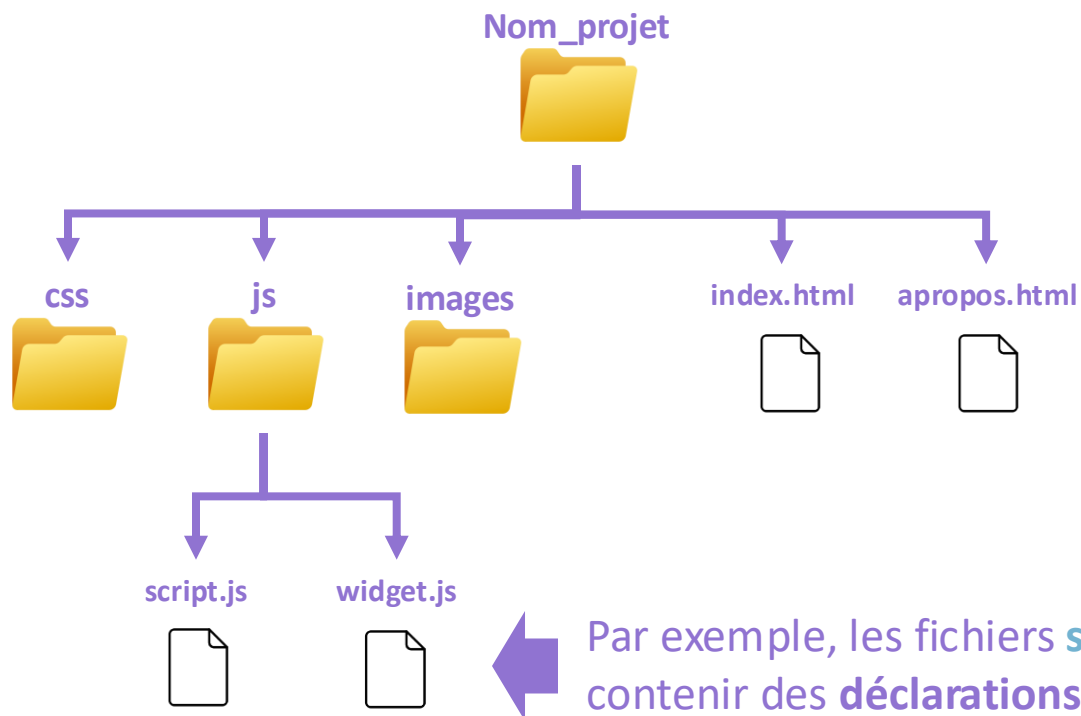 Nom_projet
css
js
images
index.html
apropos.html
script.js
widget.js
Par exemple, les fichiers s
contenir des déclarations